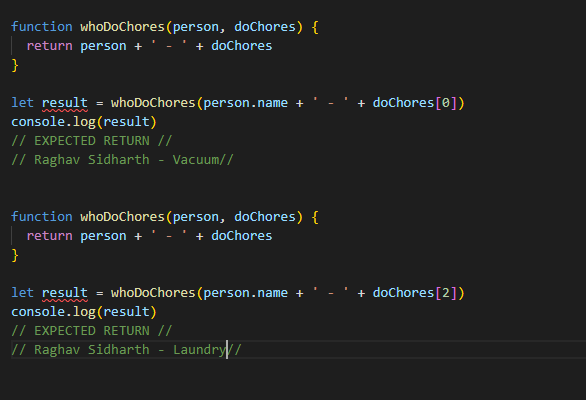 function whoDoChores(person, doChores) {
  return person + ' - ' + doChores
}
let result = whoDoChores(person.name + ' - ' + doChores[0])
console.log(result)
// EXPECTED RETURN //
// Raghav Sidharth - Vacuum//
function whoDoChores(person, doChores) {
  return person + ' - ' + doChores
}
let result = whoDoChores(person.name + ' - ' + doChores[2])
console.log(result)
// EXPECTED RETURN //
// Raghav Sidharth - Laundry//